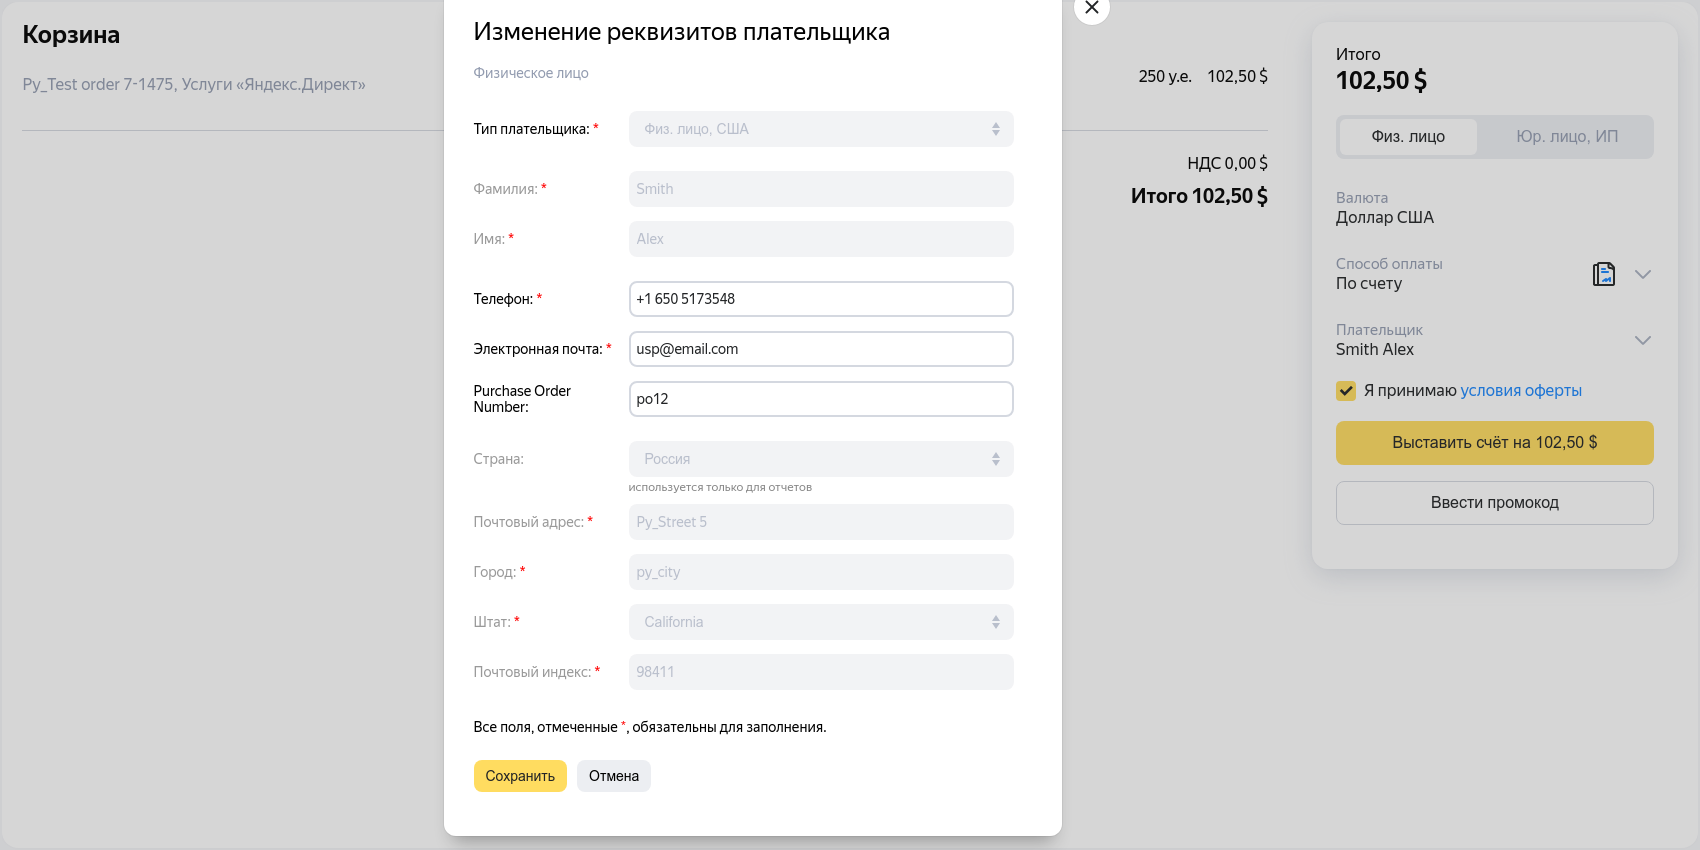 Корзина
Py_Test order 7-1475, Услуги «Яндекс.Директ»
250 у.е. 102,50 $
НДС 0,00 $
Итого 102,50 $
Изменение реквизитов плательщика
Физическое лицо
Тип плательщика: * Физ. лицо, США
Фамилия: * Smith
Имя: * Alex
Телефон: * +1 650 5173548
Электронная почта: * usp@email.com
Purchase Order
Number: po12
Страна: Россия
используется только для отчетов
Почтовый адрес: * Py_Street 5
Город: * py_city
Штат: * California
Почтовый индекс: * 98411
Все поля, отмеченные *, обязательны для заполнения.
Сохранить Отмена
Итого
102,50 $
Физ. лицо Юр. лицо, ИП
Валюта
Доллар США
Способ оплаты
По счету
Плательщик
Smith Alex
Я принимаю условия оферты
Выставить счёт на 102,50 $
Ввести промокод